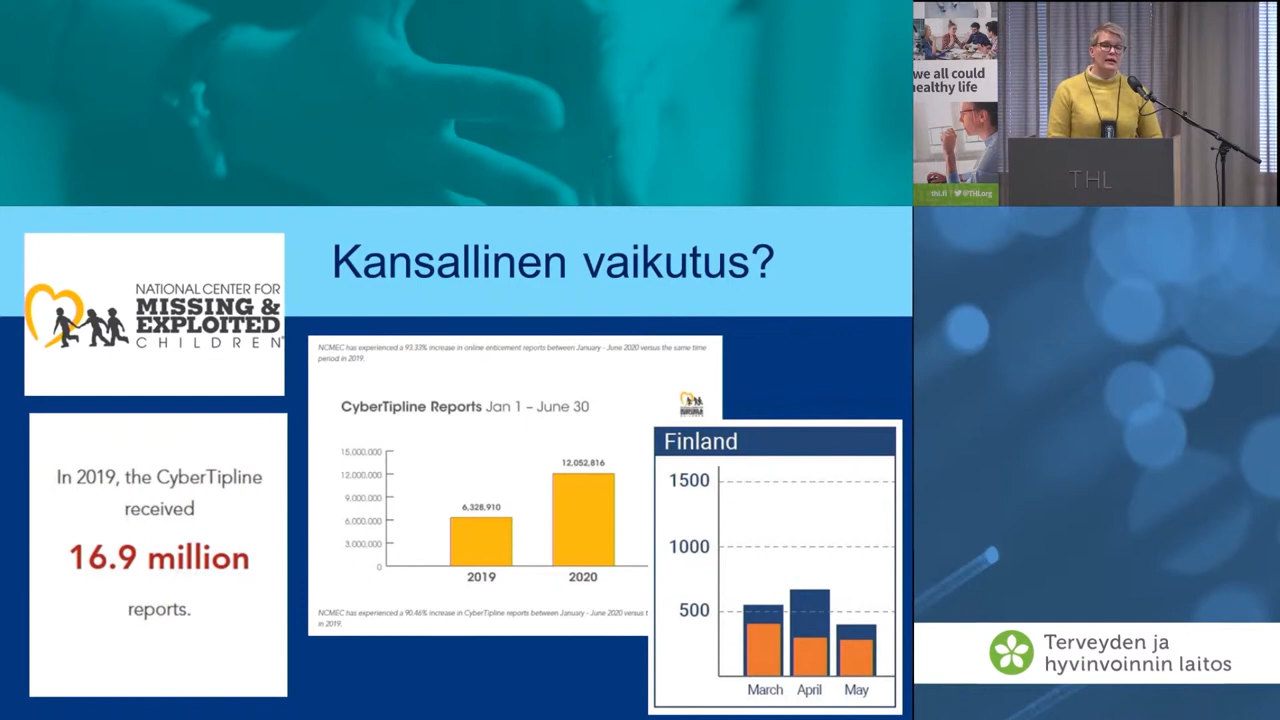 we all could
healthy life
thl.fi
@THLorg
THL
Kansallinen vaikutus?
NATIONAL CENTER FOR
MISSING &
EXPLOITED
CHILDREN
In 2019, the CyberTipline
received
16.9 million
reports.
NCMEC has experienced a 93.33% increase in online enticement reports between January - June 2020 versus the same time
period in 2019.
CyberTipline Reports Jan 1 – June 30
15,000,000
12,000,000
9,000,000
6,000,000
3,000,000
0
6,328,910
12,052,816
2019
2020
NCMEC has experienced a 90.46% increase in CyberTipline reports between January - June 2020 versus t
in 2019.
Finland
1500
1000
500
March April May
Terveyden ja
hyvinvoinnin laitos